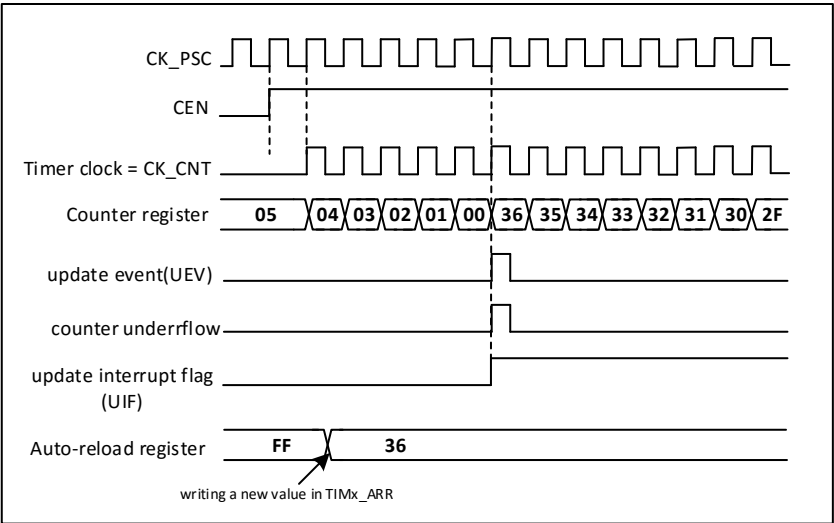 CK_PSC
CEN
Timer clock = CK_CNT
Counter register 05 04 03 02 01 00 36 35 34 33 32 31 30 2F
update event(UEV)
counter underrflow
update interrupt flag
(UIF)
Auto-reload register FF 36
writing a new value in TIMx_ARR